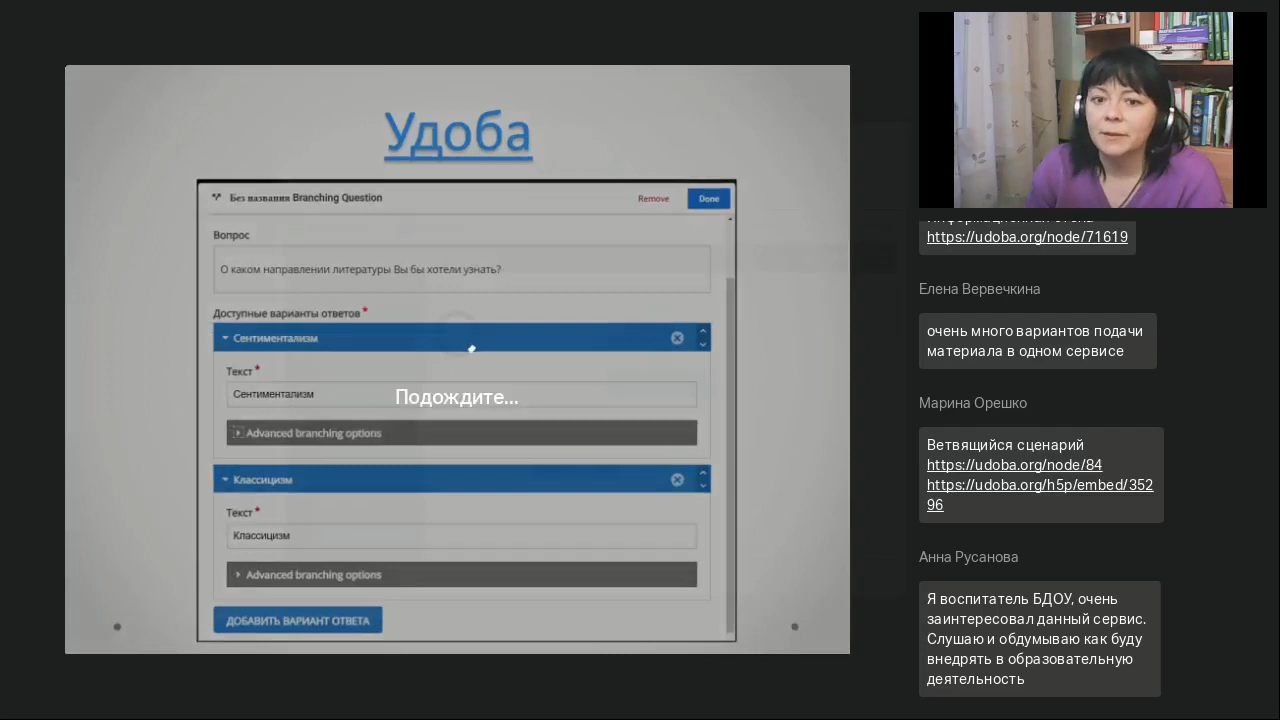 Удоба
Без названия Branching Question
Remove
Done
Вопрос
О каком направлении литературы Вы бы хотели узнать?
Доступные варианты ответов *
Сентиментализм
Текст *
Сентиментализм
Подождите...
Advanced branching options
Классицизм
Текст *
Классицизм
Advanced branching options
ДОБАВИТЬ ВАРИАНТ ОТВЕТА
https://udoba.org/node/71619
Елена Вервечкина
очень много вариантов подачи
материала в одном сервисе
Марина Орешко
Ветвящийся сценарий
https://udoba.org/node/84
https://udoba.org/h5p/embed/352
96
Анна Русанова
Я воспитатель БДОУ, очень
заинтересовал данный сервис.
Слушаю и обдумываю как буду
внедрять в образовательную
деятельность